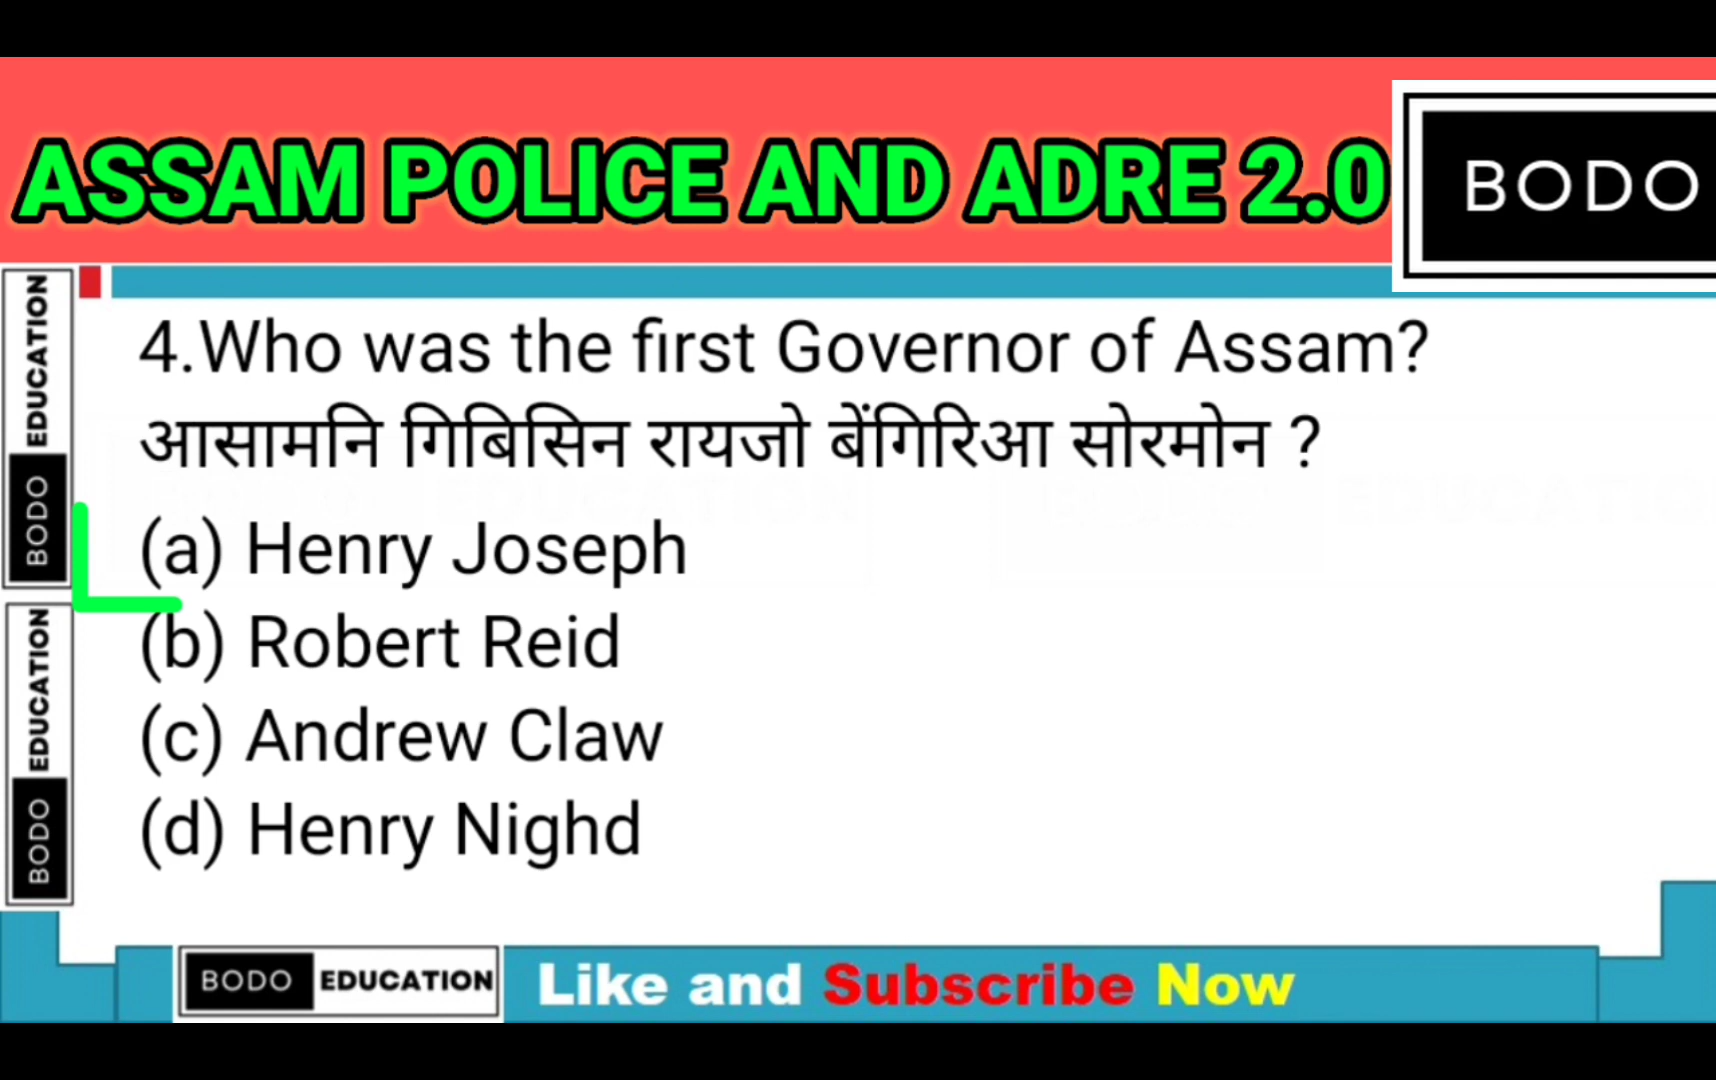 ASSAM POLICE AND ADRE 2.0
BODO
EDUCATION
BODO
EDUCATION
BODO
4.Who was the first Governor of Assam?
आसामनि गिबिसिन रायजो बेंगिरिआ सोरमोन ?
(a) Henry Joseph
(b) Robert Reid
(c) Andrew Claw
(d) Henry Nighd
BODO EDUCATION
Like and Subscribe Now